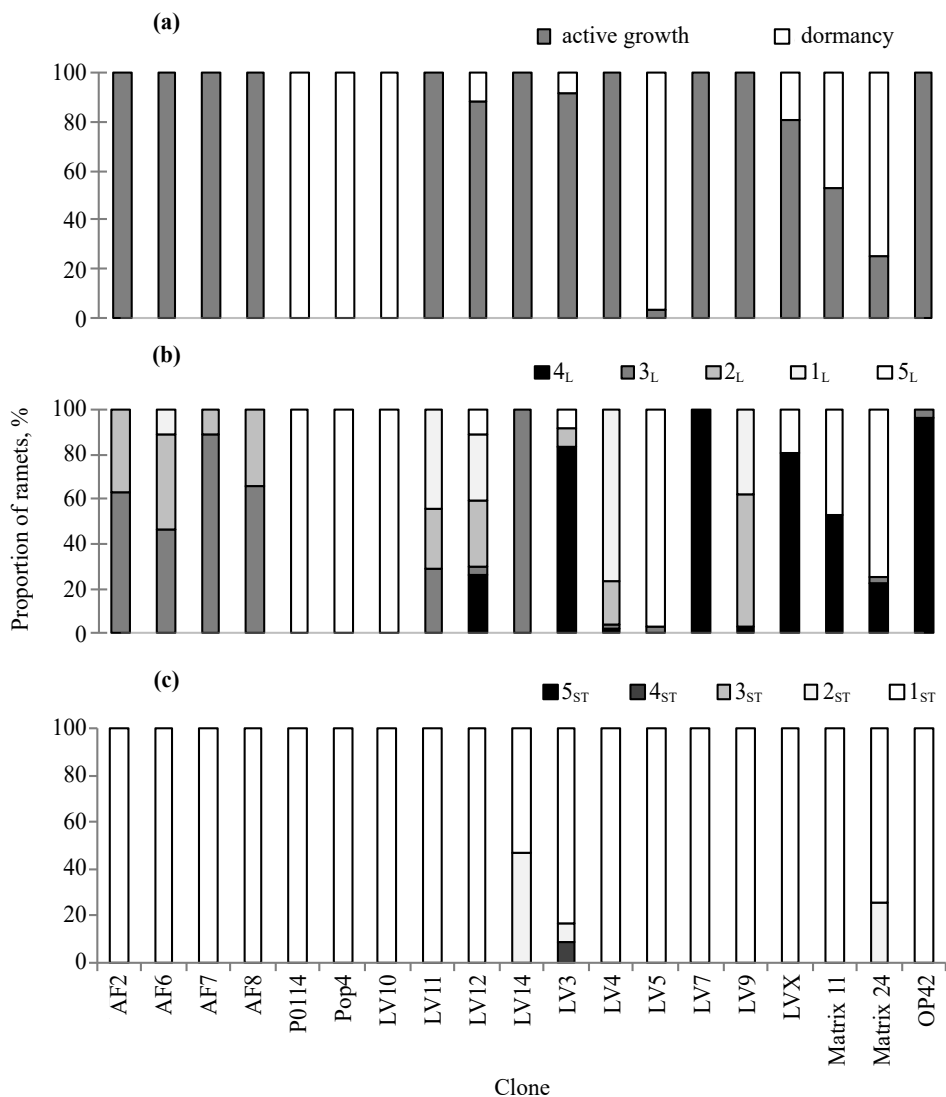 (a)
active growth dormancy
100
80
60
40
20
0
(b)
4L 3L 2L 1L 5L
100
80
60
40
20
0
Proportion of ramets, %
(c)
5ST 4ST 3ST 2ST 1ST
100
80
60
40
20
0
AF2
AF6
AF7
AF8
P0114
Pop4
LV10
LV11
LV12
LV14
LV3
LV4
LV5
LV7
LV9
LVX
Matrix 11
Matrix 24
OP42
Clone